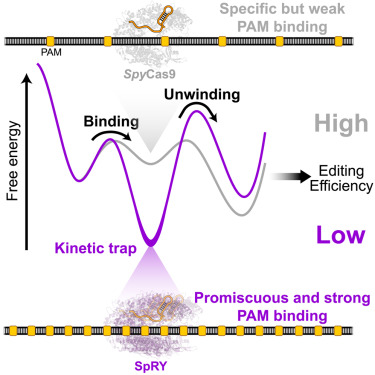 Specific but weak
PAM binding
PAM
SpyCas9
Binding
Unwinding
High
Free energy
Editing
Efficiency
Low
Kinetic trap
Promiscuous and strong
PAM binding
SpRY